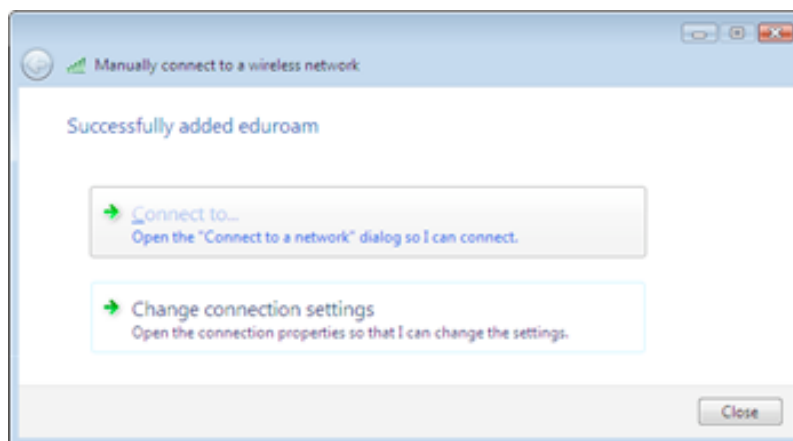 Manually connect to a wireless network
Successfully added eduroam
Connect to...
Open the "Connect to a network" dialog so I can connect.
Change connection settings
Open the connection properties so that I can change the settings.
Close